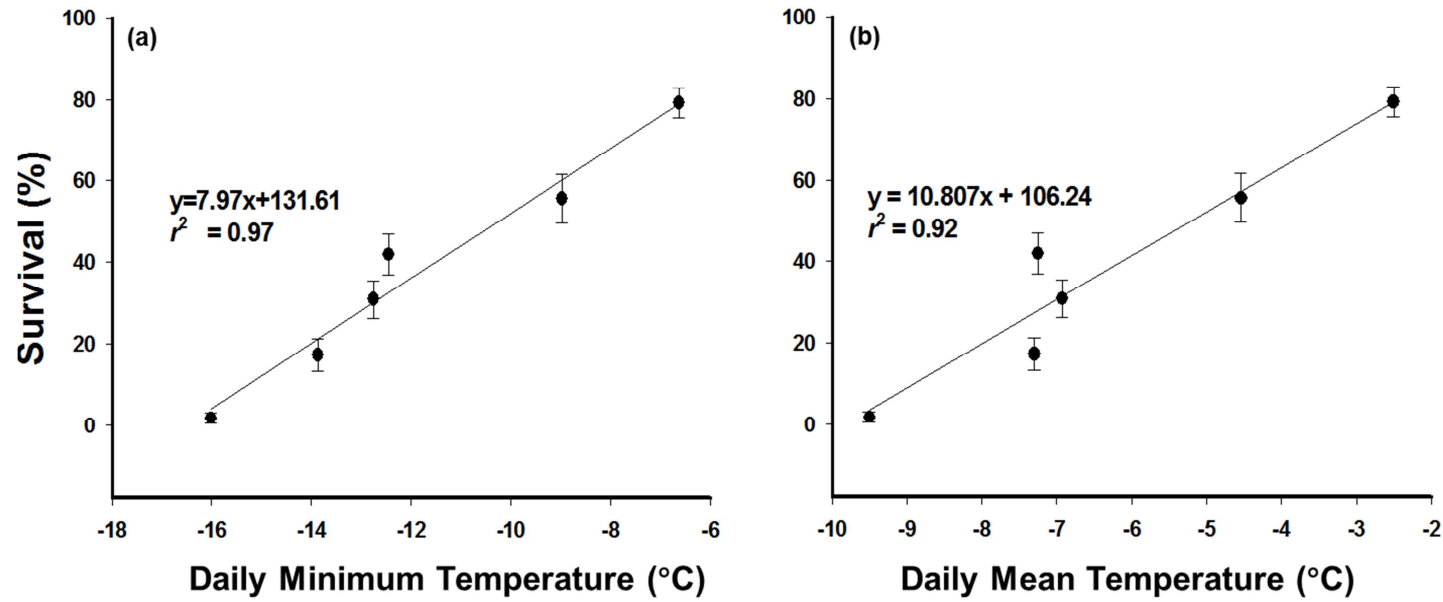 (a)
Survival (%)
100
80
60
40
20
0
y=7.97x+131.61
r² = 0.97
-18 -16 -14 -12 -10 -8 -6
Daily Minimum Temperature (°C)
(b)
100
80
60
40
20
0
y = 10.807x + 106.24
r² = 0.92
-10 -9 -8 -7 -6 -5 -4 -3 -2
Daily Mean Temperature (°C)